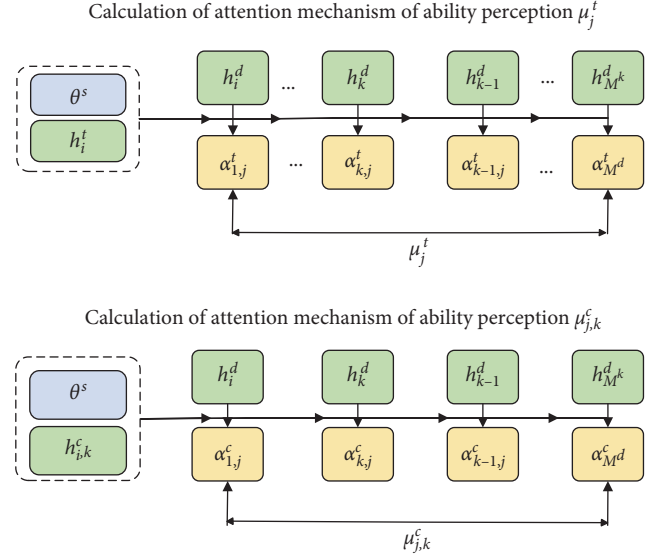 Calculation of attention mechanism of ability perception μ_j^t
h_i^d ... h_k^d h_{k–1}^d ... h_{M^k}^d
θ^s
h_i^t
α_{1,j}^t ... α_{k,j}^t α_{k–1,j}^t ... α_{M^d}^t
μ_j^t
Calculation of attention mechanism of ability perception μ_{j,k}^c
h_i^d h_k^d h_{k–1}^d h_{M^k}^d
θ^s
h_{i,k}^c
α_{1,j}^c α_{k,j}^c α_{k–1,j}^c α_{M^d}^c
μ_{j,k}^c